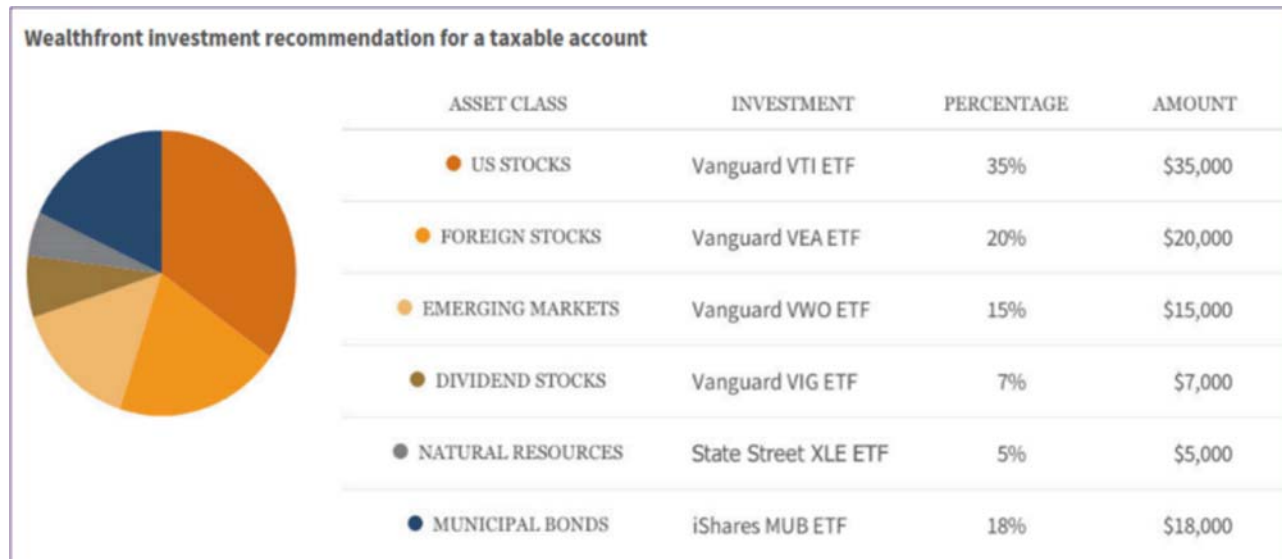 Wealthfront investment recommendation for a taxable account
ASSET CLASS INVESTMENT PERCENTAGE AMOUNT
US STOCKS Vanguard VTI ETF 35% $35,000
FOREIGN STOCKS Vanguard VEA ETF 20% $20,000
EMERGING MARKETS Vanguard VWO ETF 15% $15,000
DIVIDEND STOCKS Vanguard VIG ETF 7% $7,000
NATURAL RESOURCES State Street XLE ETF 5% $5,000
MUNICIPAL BONDS iShares MUB ETF 18% $18,000